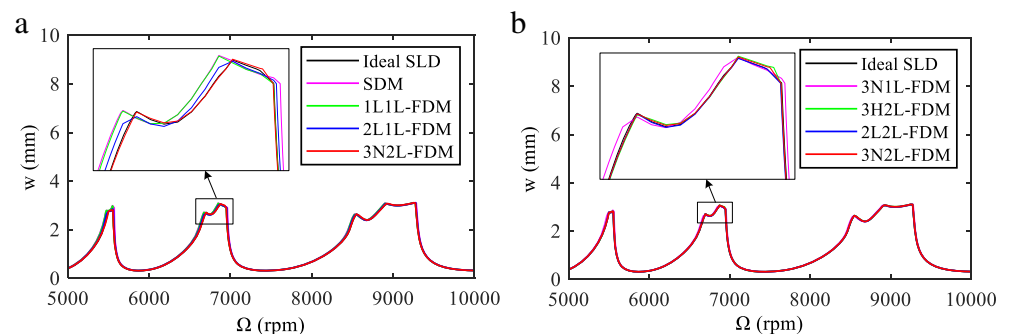 a
w (mm)
10
8
6
4
2
0
Ideal SLD
SDM
1L1L-FDM
2L1L-FDM
3N2L-FDM
5000 6000 7000 8000 9000 10000
Ω (rpm)
b
w (mm)
10
8
6
4
2
0
Ideal SLD
3N1L-FDM
3H2L-FDM
2L2L-FDM
3N2L-FDM
5000 6000 7000 8000 9000 10000
Ω (rpm)